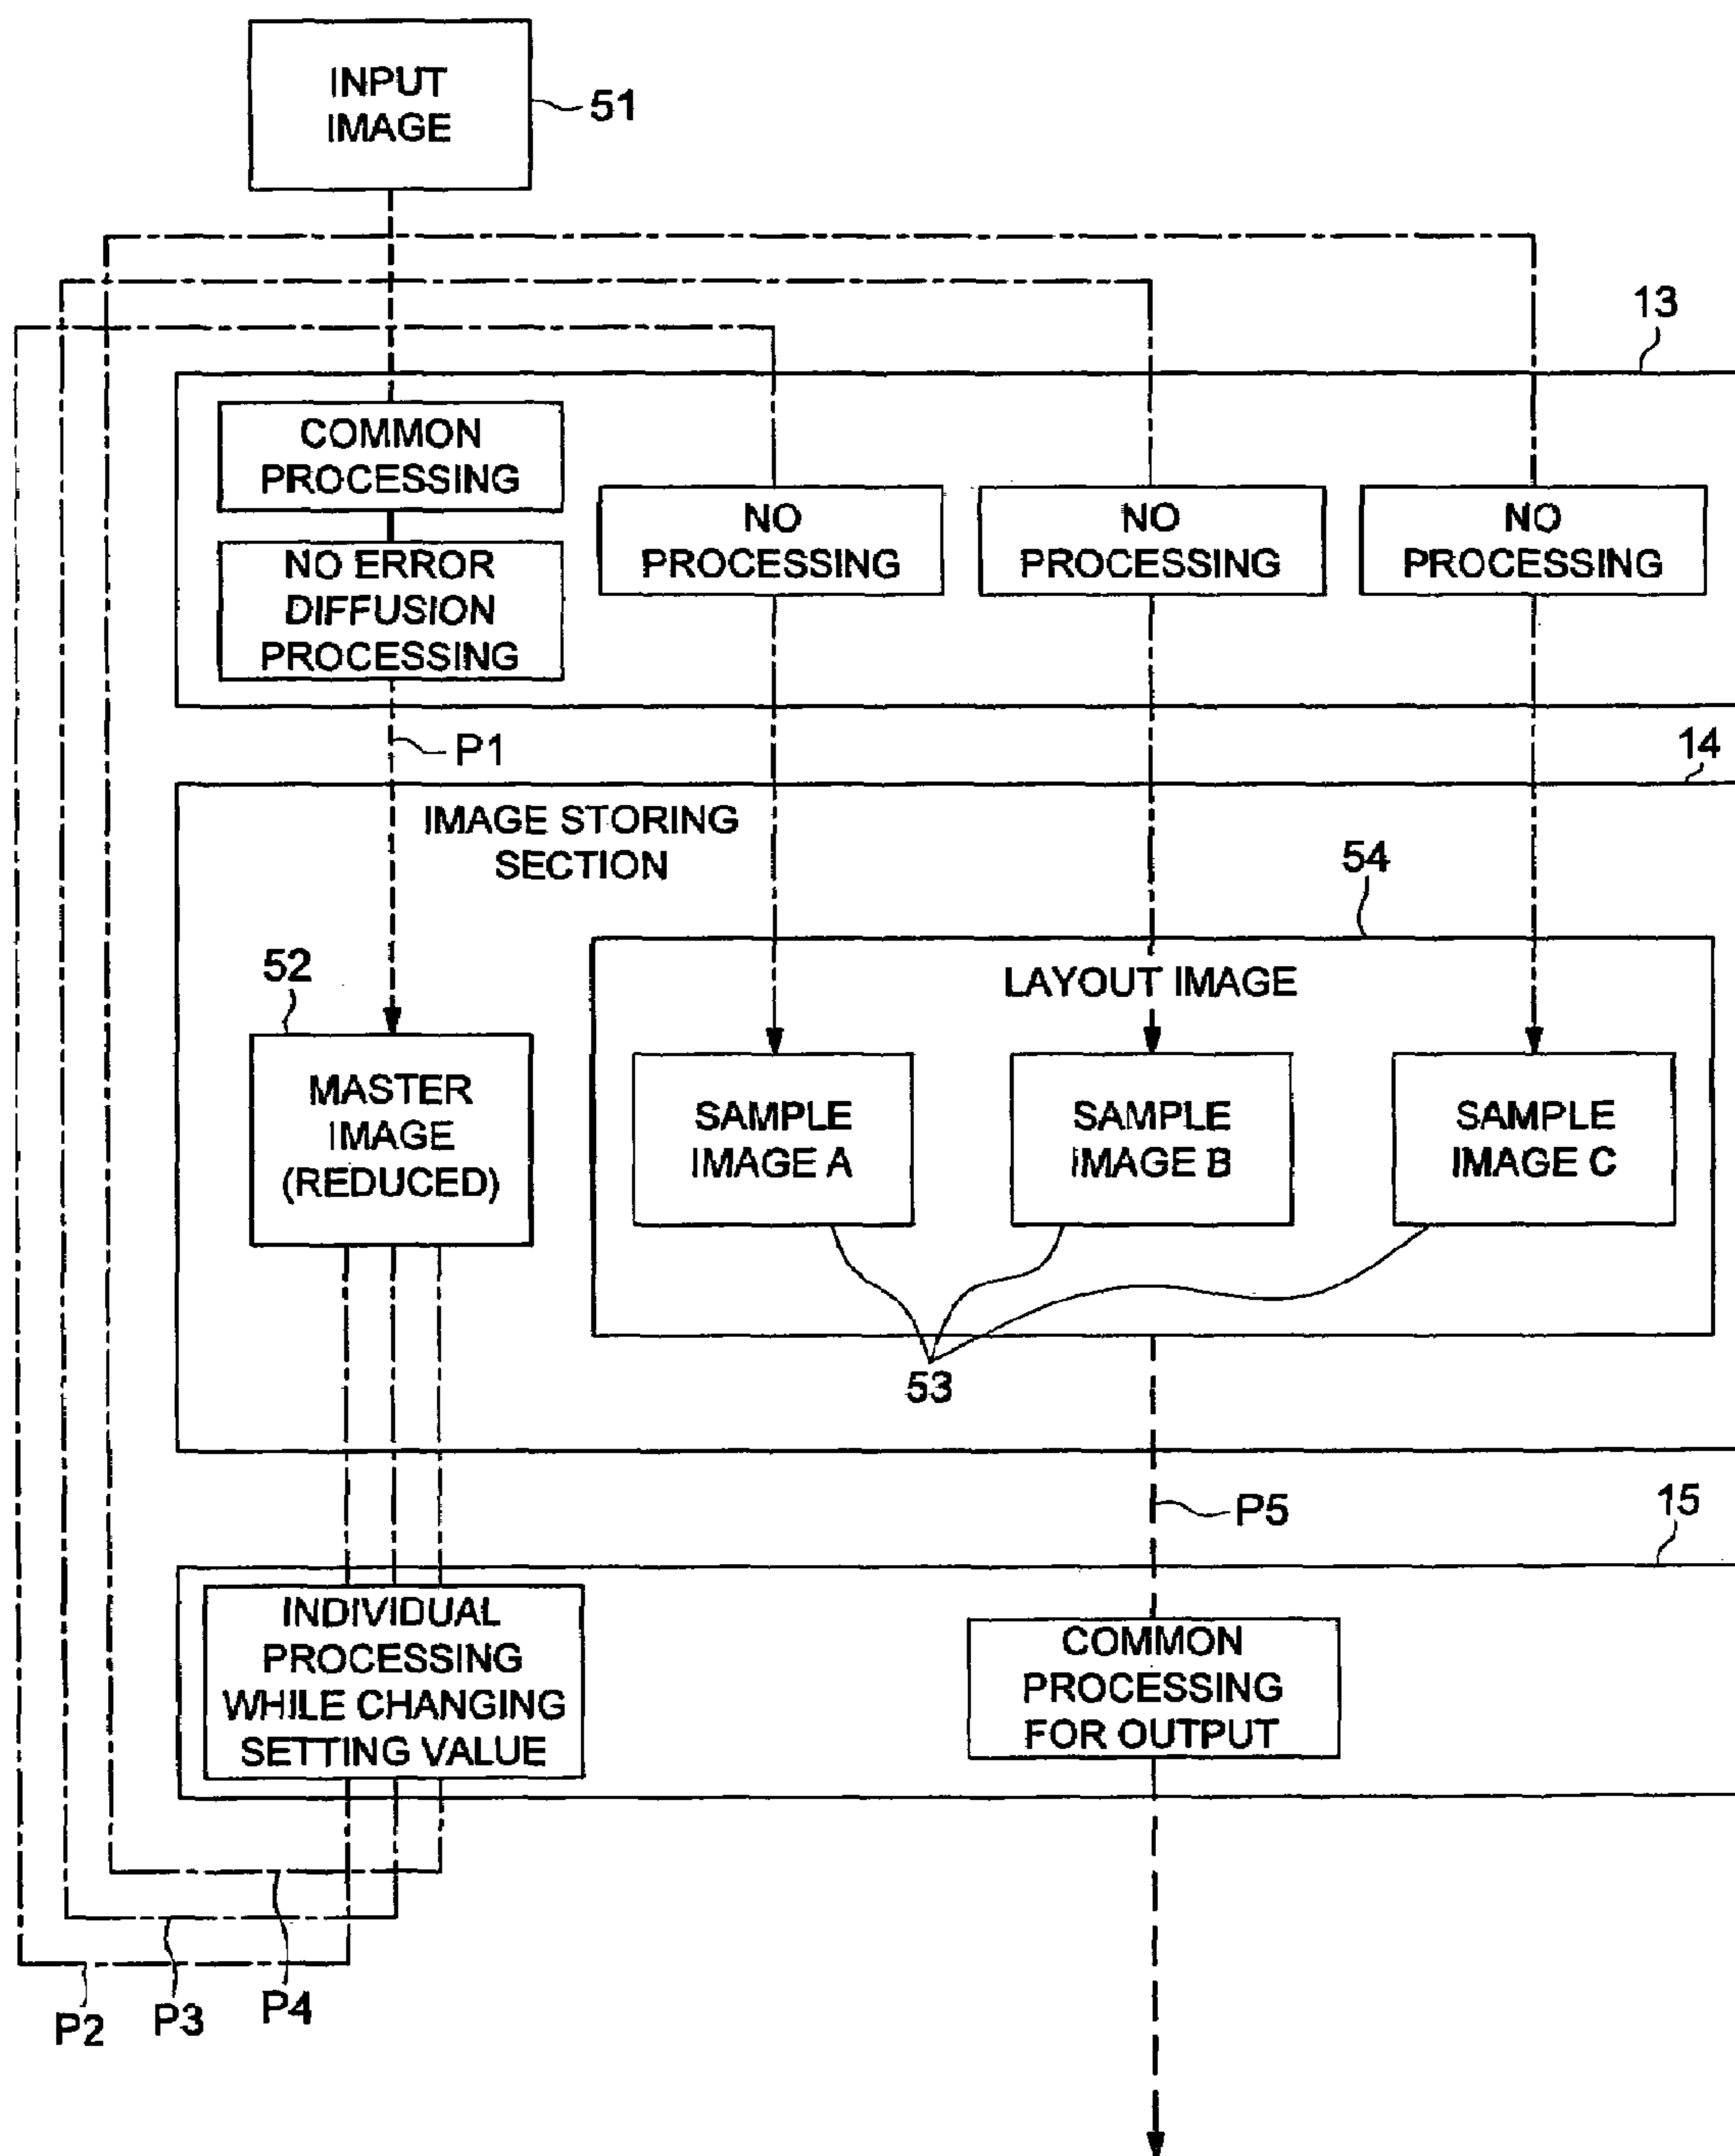 INPUT
IMAGE
51
13
COMMON
PROCESSING
NO ERROR
DIFFUSION
PROCESSING
NO
PROCESSING
NO
PROCESSING
NO
PROCESSING
P1
14
IMAGE STORING
SECTION
54
52
LAYOUT IMAGE
MASTER
IMAGE
(REDUCED)
SAMPLE
IMAGE A
SAMPLE
IMAGE B
SAMPLE
IMAGE C
53
P5
15
INDIVIDUAL
PROCESSING
WHILE CHANGING
SETTING VALUE
COMMON
PROCESSING
FOR OUTPUT
P2
P3
P4